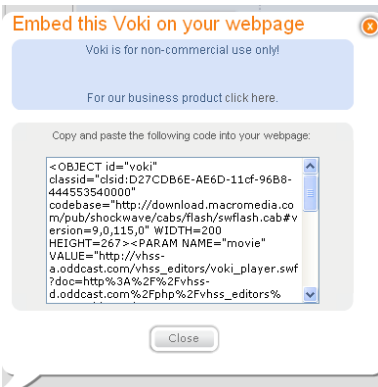 Embed this Voki on your webpage
Voki is for non-commercial use only!
For our business product click here.
Copy and paste the following code into your webpage:
<OBJECT id="voki"
classid="clsid:D27CDB6E-AE6D-11cf-96B8-
444553540000"
codebase="http://download.macromedia.co
m/pub/shockwave/cabs/flash/swflash.cab#v
ersion=9,0,115,0" WIDTH=200
HEIGHT=267><PARAM NAME="movie"
VALUE="http://vhss-
a.oddcast.com/vhss_editors/voki_player.swf
?doc=http%3A%2F%2Fvhss-
d.oddcast.com%2Fphp%2Fvhss_editors%
Close